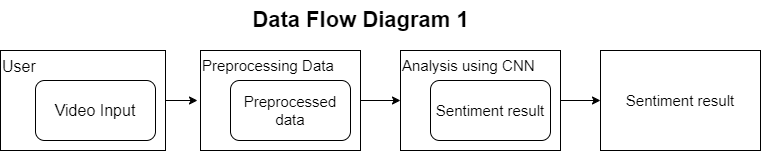 Data Flow Diagram 1
User
Video Input
Preprocessing Data
Preprocessed
data
Analysis using CNN
Sentiment result
Sentiment result